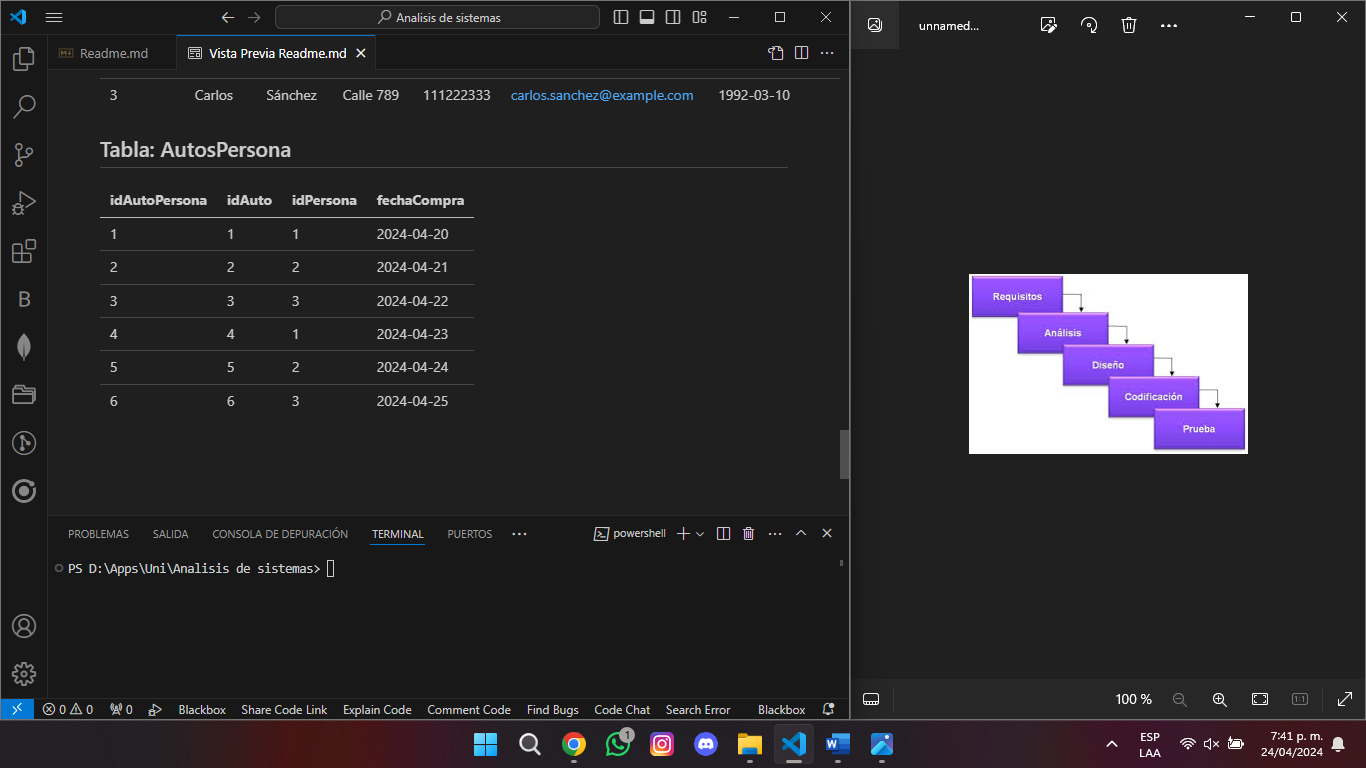 Analisis de sistemas
unnamed...
Readme.md
Vista Previa Readme.md
3 Carlos Sánchez Calle 789 111222333 carlos.sanchez@example.com 1992-03-10
Tabla: AutosPersona
idAutoPersona idAuto idPersona fechaCompra
1 1 1 2024-04-20
2 2 2 2024-04-21
3 3 3 2024-04-22
4 4 1 2024-04-23
5 5 2 2024-04-24
6 6 3 2024-04-25
PROBLEMAS SALIDA CONSOLA DE DEPURACIÓN TERMINAL PUERTOS
powershell
PS D:\Apps\Uni\Analisis de sistemas>
0 0 0 Blackbox Share Code Link Explain Code Comment Code Find Bugs Code Chat Search Error Blackbox
Requisitos
Análisis
Diseño
Codificación
Prueba
100 %
1:1
B
1
ESP
LAA
7:41 p. m.
24/04/2024